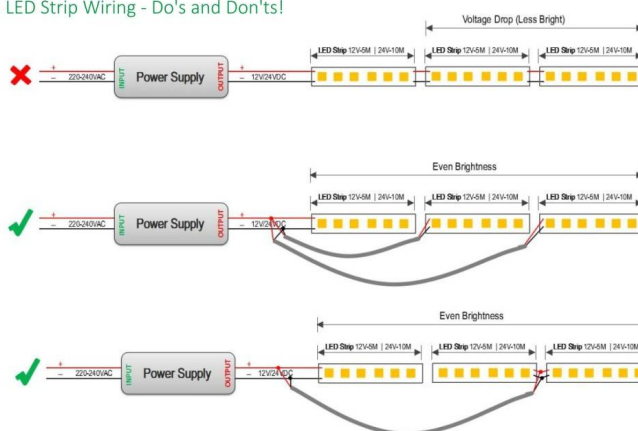 LED Strip Wiring - Do's and Don'ts!
Voltage Drop (Less Bright)
LED Strip 12V-5M | 24V-10M
LED Strip 12V-5M | 24V-10M
LED Strip 12V-5M | 24V-10M
+
–
220-240VAC
INPUT
Power Supply
OUTPUT
+
–
12V/24VDC
Even Brightness
LED Strip 12V-5M | 24V-10M
LED Strip 12V-5M | 24V-10M
LED Strip 12V-5M | 24V-10M
+
–
220-240VAC
INPUT
Power Supply
OUTPUT
+
–
12V/24VDC
Even Brightness
LED Strip 12V-5M | 24V-10M
LED Strip 12V-5M | 24V-10M
LED Strip 12V-5M | 24V-10M
+
–
220-240VAC
INPUT
Power Supply
OUTPUT
+
–
12V/24VDC